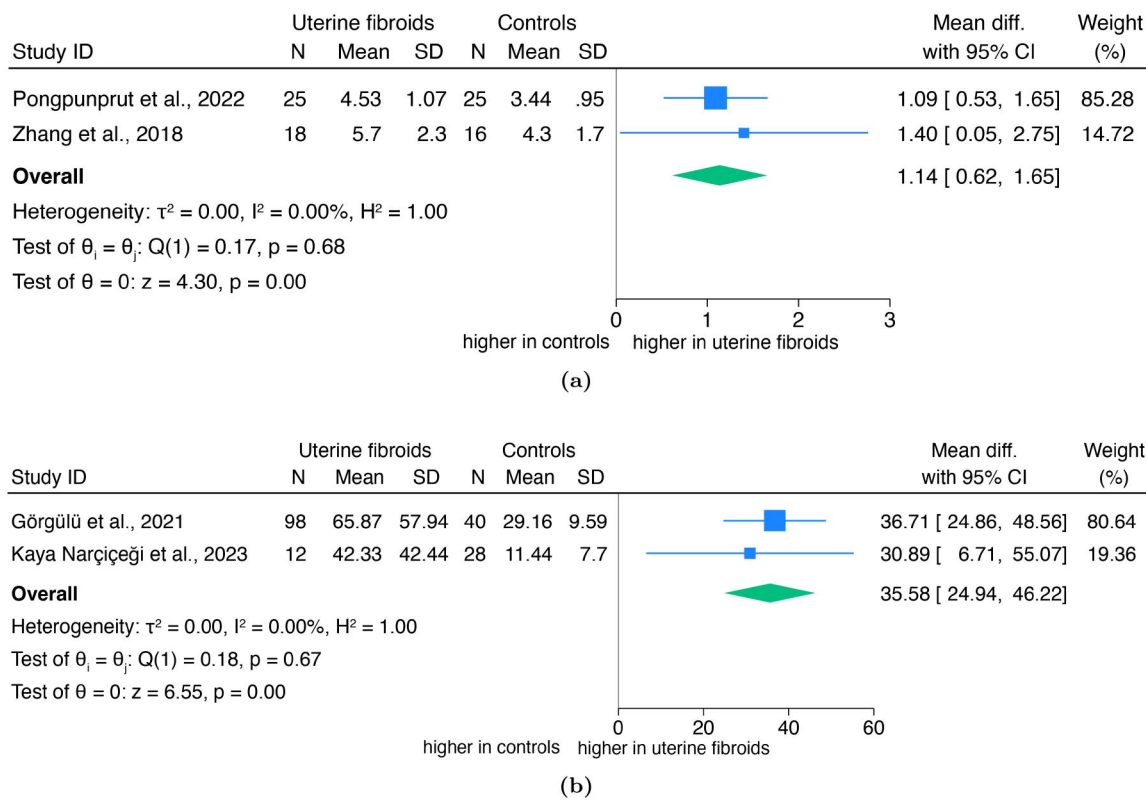 Uterine fibroids Controls Mean diff. Weight
Study ID N Mean SD N Mean SD with 95% CI (%)
Pongpunprut et al., 2022 25 4.53 1.07 25 3.44 .95 1.09 [ 0.53, 1.65] 85.28
Zhang et al., 2018 18 5.7 2.3 16 4.3 1.7 1.40 [ 0.05, 2.75] 14.72
Overall 1.14 [ 0.62, 1.65]
Heterogeneity: τ² = 0.00, I² = 0.00%, H² = 1.00
Test of θᵢ = θⱼ: Q(1) = 0.17, p = 0.68
Test of θ = 0: z = 4.30, p = 0.00
0 1 2 3
higher in controls higher in uterine fibroids
(a)
Uterine fibroids Controls Mean diff. Weight
Study ID N Mean SD N Mean SD with 95% CI (%)
Görgülü et al., 2021 98 65.87 57.94 40 29.16 9.59 36.71 [ 24.86, 48.56] 80.64
Kaya Narçiçeği et al., 2023 12 42.33 42.44 28 11.44 7.7 30.89 [ 6.71, 55.07] 19.36
Overall 35.58 [ 24.94, 46.22]
Heterogeneity: τ² = 0.00, I² = 0.00%, H² = 1.00
Test of θᵢ = θⱼ: Q(1) = 0.18, p = 0.67
Test of θ = 0: z = 6.55, p = 0.00
0 20 40 60
higher in controls higher in uterine fibroids
(b)